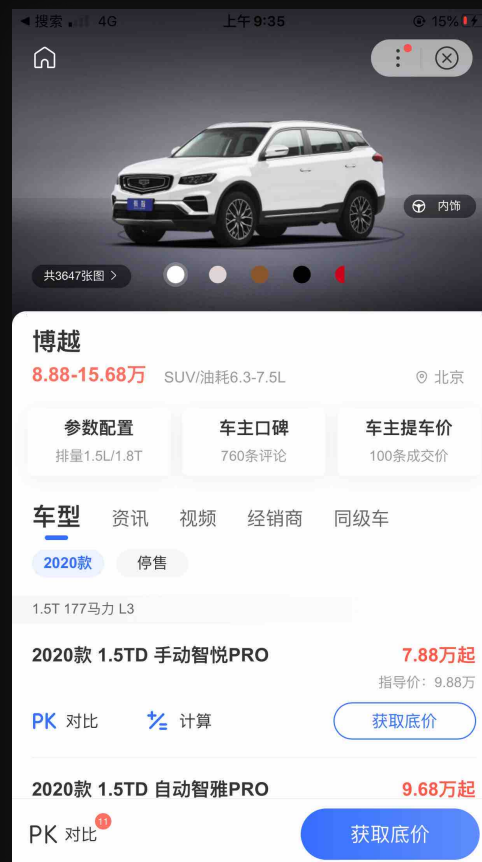 搜索 4G 上午9:35 15%
内饰
共3647张图
博越
8.88-15.68万 SUV/油耗6.3-7.5L 北京
参数配置 车主口碑 车主提车价
排量1.5L/1.8T 760条评论 100条成交价
车型 资讯 视频 经销商 同级车
2020款 停售
1.5T 177马力 L3
2020款 1.5TD 手动智悦PRO 7.88万起
指导价：9.88万
PK 对比 计算 获取底价
2020款 1.5TD 自动智雅PRO 9.68万起
PK 对比 11 获取底价